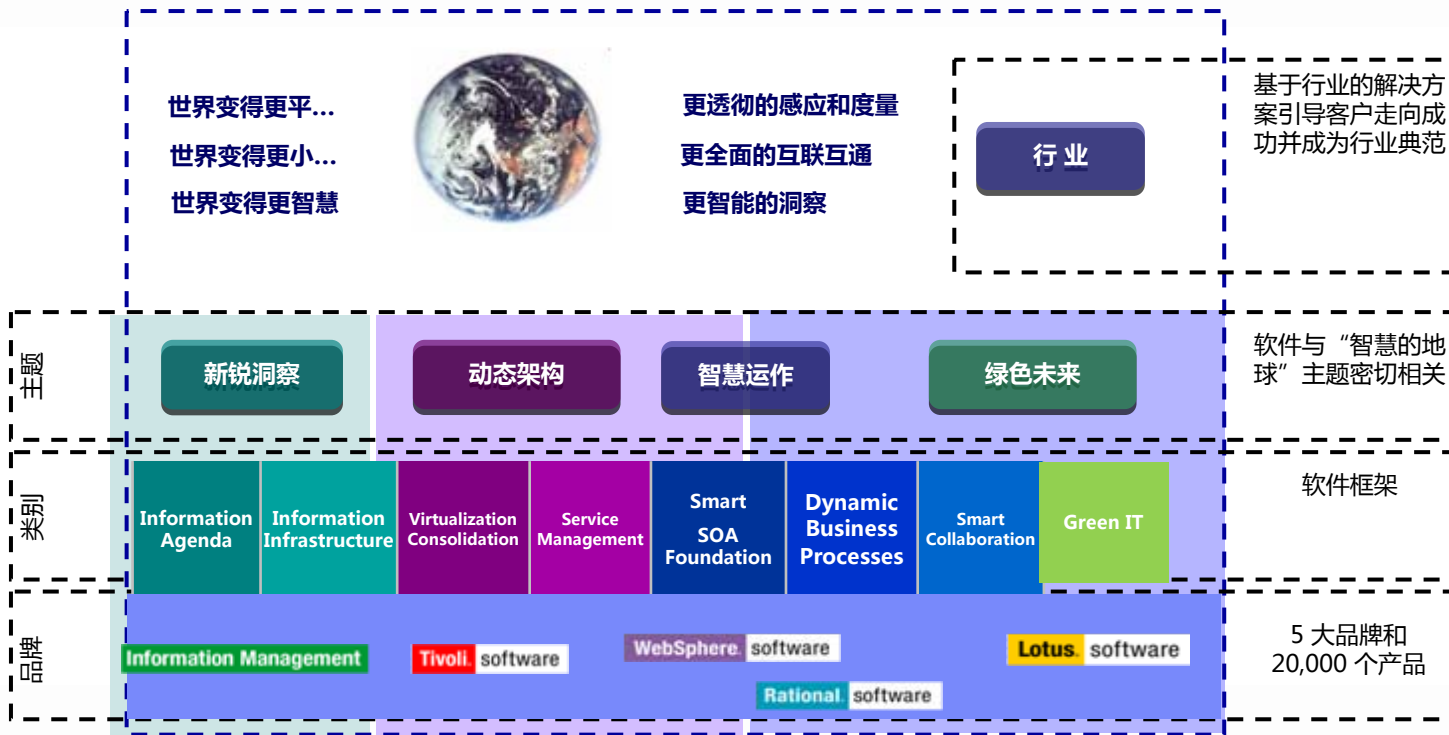 世界变得更平...
世界变得更小...
世界变得更智慧
更透彻的感应和度量
更全面的互联互通
更智能的洞察
行 业
基于行业的解决方
案引导客户走向成
功并成为行业典范
主题
新锐洞察
动态架构
智慧运作
绿色未来
软件与“智慧的地
球”主题密切相关
类别
Information
Agenda
Information
Infrastructure
Virtualization
Consolidation
Service
Management
Smart
SOA
Foundation
Dynamic
Business
Processes
Smart
Collaboration
Green IT
软件框架
品牌
Information Management
Tivoli. software
WebSphere. software
Rational. software
Lotus. software
5 大品牌和
20,000 个产品